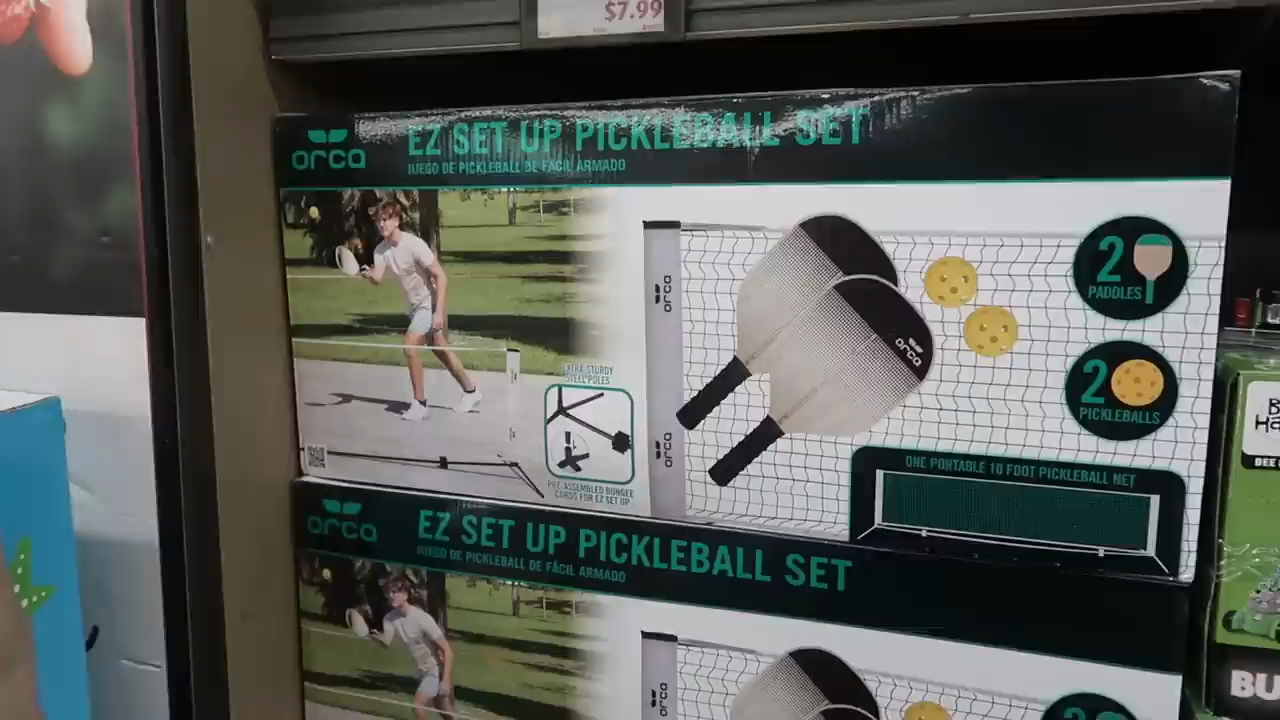 $7.99
orca
EZ SET UP PICKLEBALL SET
JUEGO DE PICKLEBALL DE FÁCIL ARMADO
orca
orca
orca
2
PADDLES
2
PICKLEBALLS
EXTRA-STURDY
STEEL POLES
PRE-ASSEMBLED BUNGEE
CORDS FOR EZ SET UP
ONE PORTABLE 10 FOOT PICKLEBALL NET
orca
EZ SET UP PICKLEBALL SET
JUEGO DE PICKLEBALL DE FÁCIL ARMADO
orca
BU